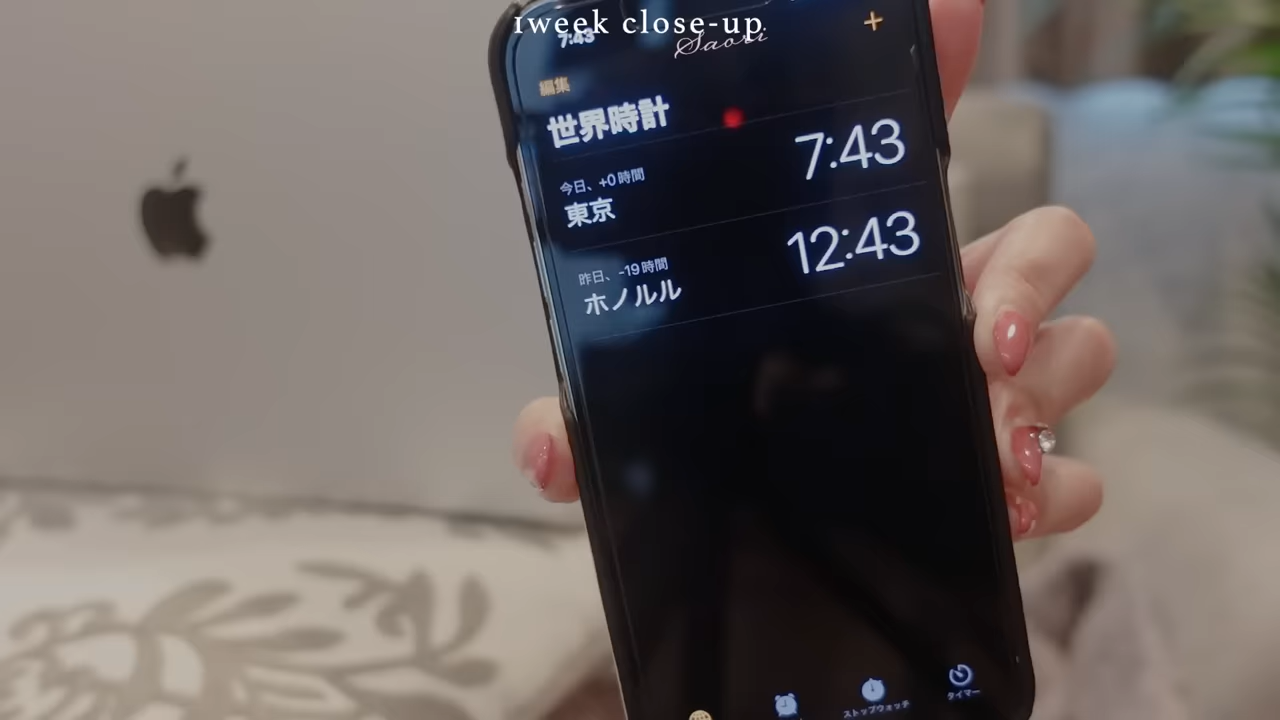 1week close-up
Saori
7:43
編集
世界時計
今日、+0時間
東京
7:43
昨日、-19時間
ホノルル
12:43
ストップウォッチ
タイマー